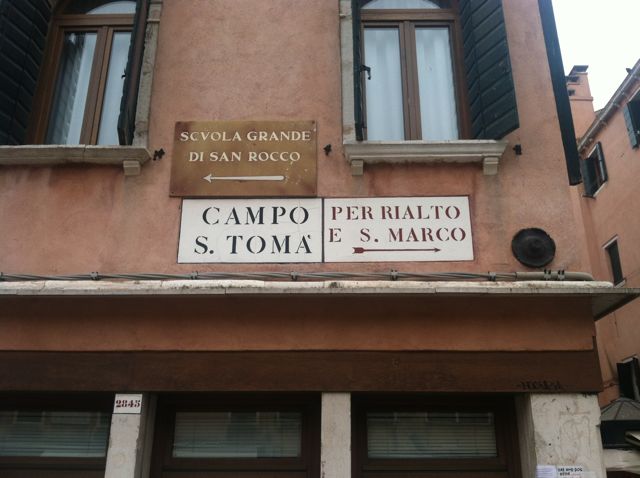 SCVOLA GRANDE
DI SAN ROCCO
CAMPO
S. TOMA'
PER RIALTO
E S. MARCO
2845